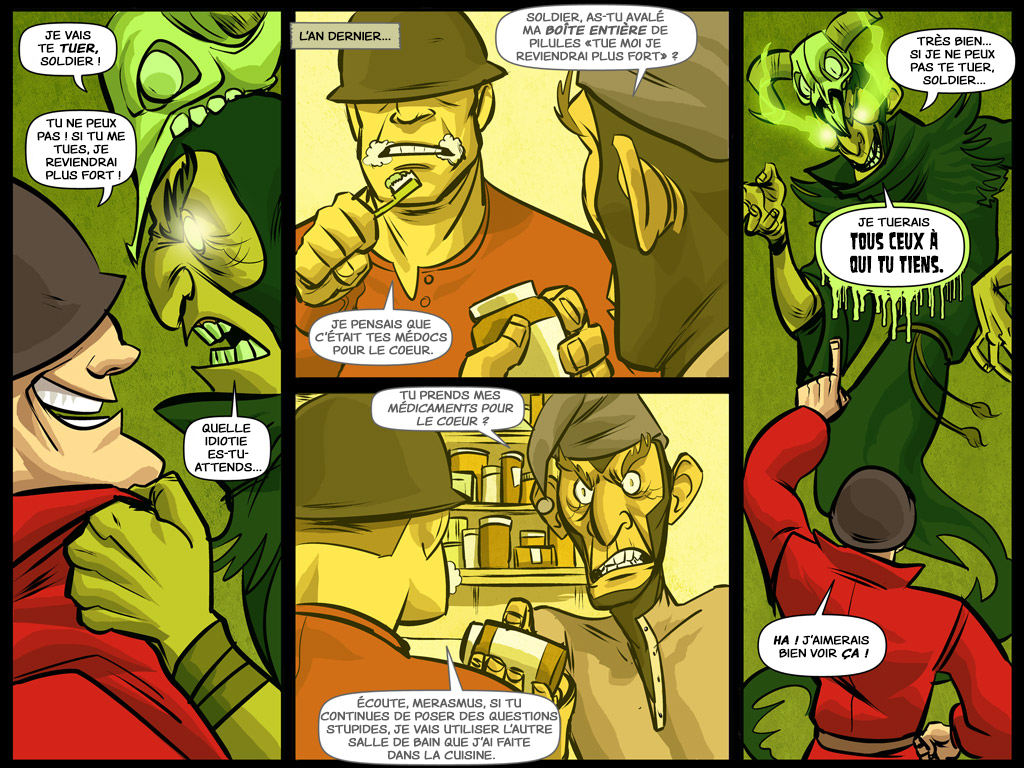 JE VAIS
TE TUER,
SOLDIER !
TU NE PEUX
PAS ! SI TU ME
TUES, JE
REVIENDRAI
PLUS FORT !
QUELLE
IDIOTIE
ES-TU-
ATTENDS...
L'AN DERNIER...
SOLDIER, AS-TU AVALÉ
MA BOÎTE ENTIÈRE DE
PILULES «TUE MOI JE
REVIENDRAI PLUS FORT» ?
JE PENSAIS QUE
C'ÉTAIT TES MÉDOCS
POUR LE COEUR.
TU PRENDS MES
MÉDICAMENTS POUR
LE COEUR ?
ÉCOUTE, MERASMUS, SI TU
CONTINUES DE POSER DES QUESTIONS
STUPIDES, JE VAIS UTILISER L'AUTRE
SALLE DE BAIN QUE J'AI FAITE
DANS LA CUISINE.
TRÈS BIEN...
SI JE NE PEUX
PAS TE TUER,
SOLDIER...
JE TUERAIS
TOUS CEUX À
QUI TU TIENS.
HA ! J'AIMERAIS
BIEN VOIR ÇA !